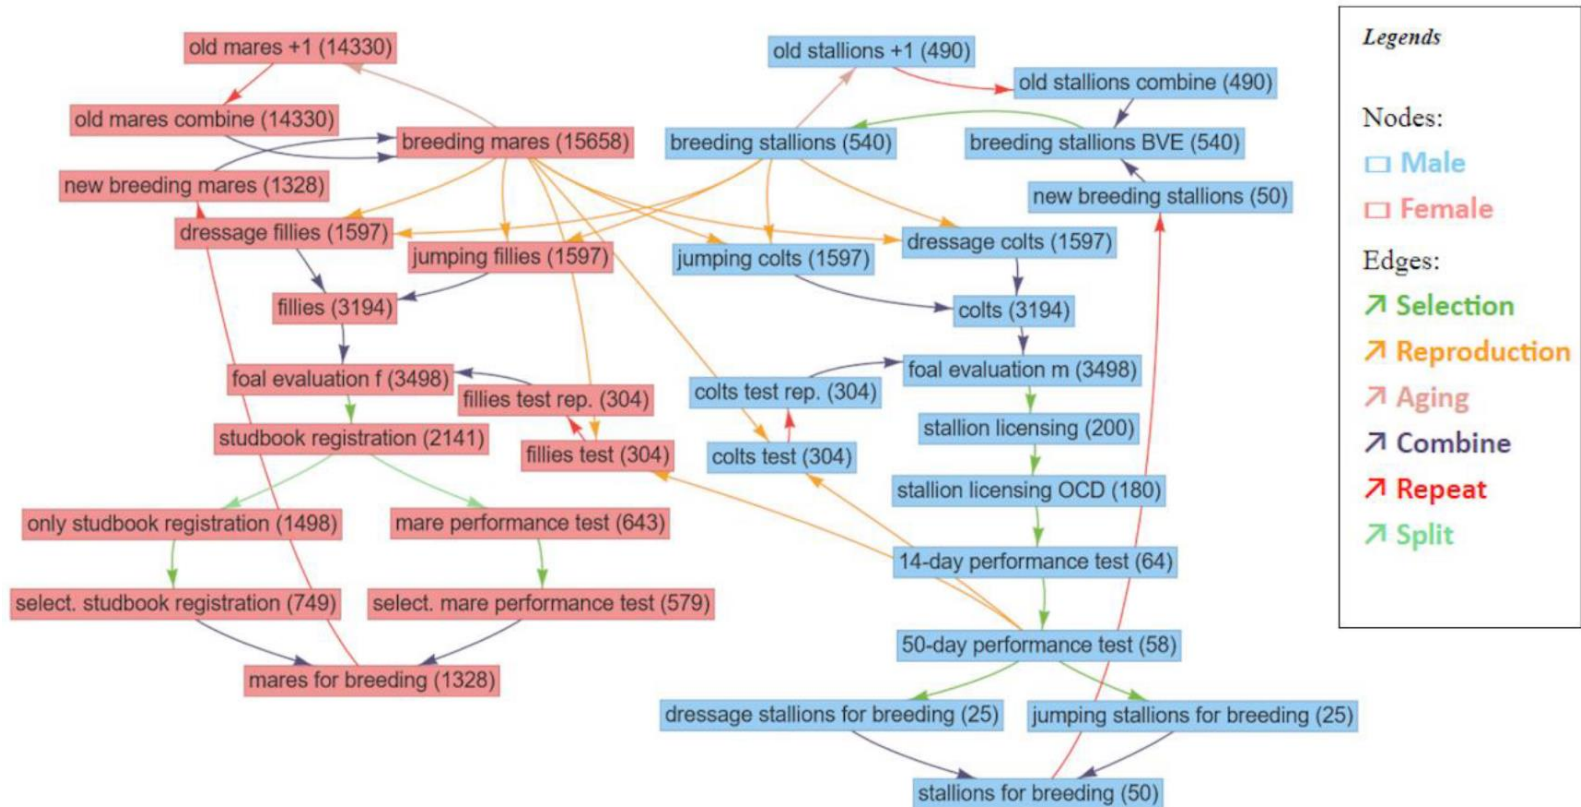 old mares +1 (14330)
old stallions +1 (490)
old stallions combine (490)
old mares combine (14330)
breeding mares (15658)
breeding stallions (540)
breeding stallions BVE (540)
new breeding mares (1328)
new breeding stallions (50)
dressage fillies (1597)
jumping fillies (1597)
jumping colts (1597)
dressage colts (1597)
fillies (3194)
colts (3194)
foal evaluation f (3498)
fillies test rep. (304)
colts test rep. (304)
foal evaluation m (3498)
studbook registration (2141)
fillies test (304)
colts test (304)
stallion licensing (200)
stallion licensing OCD (180)
only studbook registration (1498)
mare performance test (643)
14-day performance test (64)
select. studbook registration (749)
select. mare performance test (579)
50-day performance test (58)
mares for breeding (1328)
dressage stallions for breeding (25)
jumping stallions for breeding (25)
stallions for breeding (50)
Legends
Nodes:
Male
Female
Edges:
Selection
Reproduction
Aging
Combine
Repeat
Split